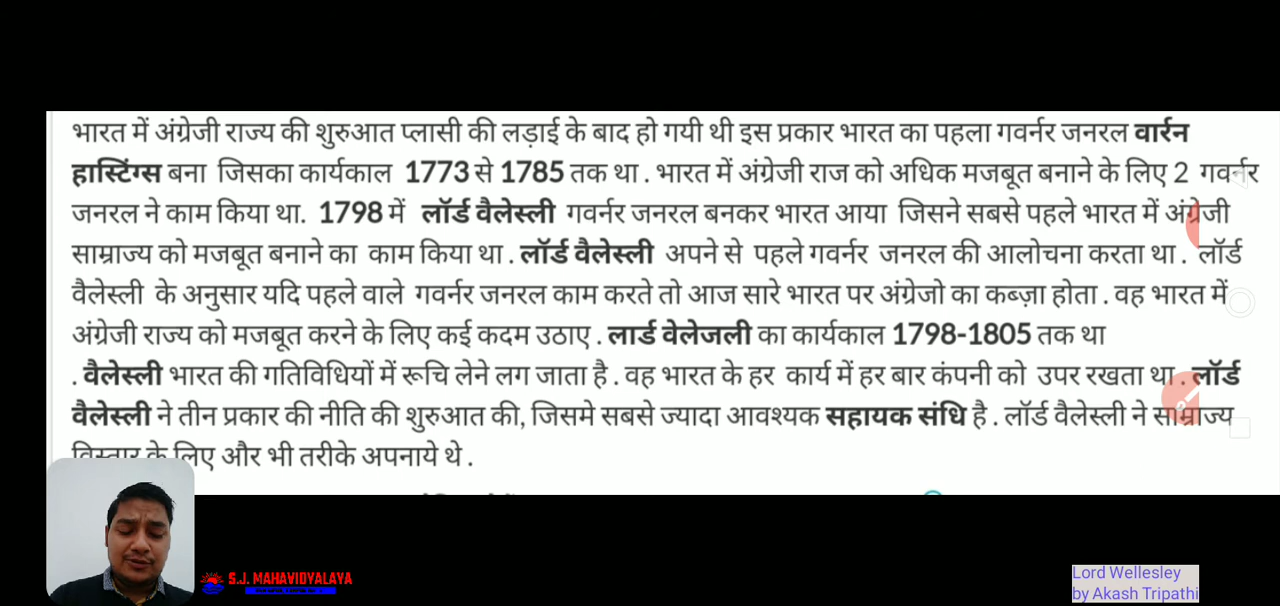 भारत में अंग्रेजी राज्य की शुरुआत प्लासी की लड़ाई के बाद हो गयी थी इस प्रकार भारत का पहला गवर्नर जनरल वार्रन
हास्टिंग्स बना जिसका कार्यकाल 1773 से 1785 तक था . भारत में अंग्रेजी राज को अधिक मजबूत बनाने के लिए 2 गवर्नर
जनरल ने काम किया था. 1798 में लॉर्ड वैलेस्ली गवर्नर जनरल बनकर भारत आया जिसने सबसे पहले भारत में अंग्रेजी
साम्राज्य को मजबूत बनाने का काम किया था . लॉर्ड वैलेस्ली अपने से पहले गवर्नर जनरल की आलोचना करता था . लॉर्ड
वैलेस्ली के अनुसार यदि पहले वाले गवर्नर जनरल काम करते तो आज सारे भारत पर अंग्रेजो का कब्ज़ा होता . वह भारत में
अंग्रेजी राज्य को मजबूत करने के लिए कई कदम उठाए . लार्ड वेलेजली का कार्यकाल 1798-1805 तक था
. वैलेस्ली भारत की गतिविधियों में रूचि लेने लग जाता है . वह भारत के हर कार्य में हर बार कंपनी को उपर रखता था . लॉर्ड
वैलेस्ली ने तीन प्रकार की नीति की शुरुआत की, जिसमे सबसे ज्यादा आवश्यक सहायक संधि है . लॉर्ड वैलेस्ली ने साम्राज्य
विस्तार के लिए और भी तरीके अपनाये थे .
S.J. MAHAVIDYALAYA
Lord Wellesley
by Akash Tripathi